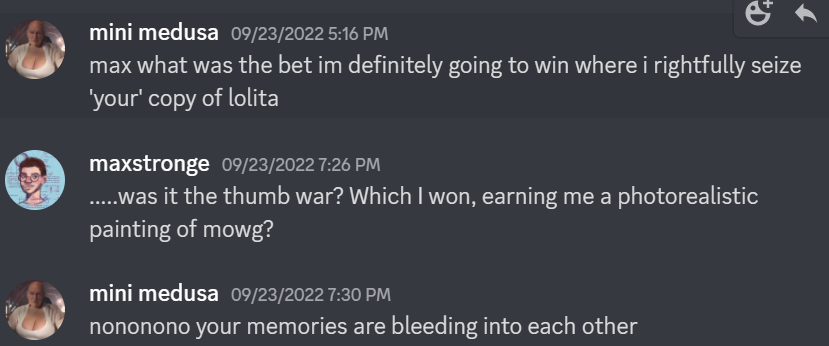 mini medusa 09/23/2022 5:16 PM
max what was the bet im definitely going to win where i rightfully seize
'your' copy of lolita
maxstronge 09/23/2022 7:26 PM
.....was it the thumb war? Which I won, earning me a photorealistic
painting of mowg?
mini medusa 09/23/2022 7:30 PM
nononono your memories are bleeding into each other